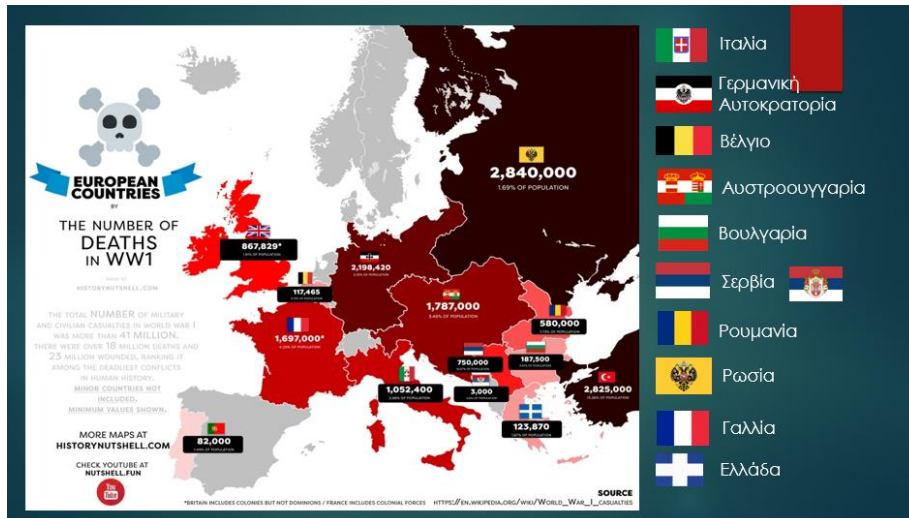 EUROPEAN
COUNTRIES
BY
THE NUMBER OF
DEATHS
IN WW1
HISTORYNUTSHELL.COM
THE TOTAL NUMBER OF MILITARY
AND CIVILIAN CASUALTIES IN WORLD WAR I
WAS MORE THAN 41 MILLION.
THERE WERE OVER 18 MILLION DEATHS AND
23 MILLION WOUNDED, RANKING IT
AMONG THE DEADLIEST CONFLICTS
IN HUMAN HISTORY.
MINOR COUNTRIES NOT
INCLUDED.
MINIMUM VALUES SHOWN.
MORE MAPS AT
HISTORYNUTSHELL.COM
CHECK YOUTUBE AT
NUTSHELL.FUN
You
Tube
2,840,000
1.69% OF POPULATION
867,829*
2,198,420
117,465
1,787,000
580,000
1,697,000*
750,000
187,500
1,052,400
3,000
2,825,000
82,000
123,870
*BRITAIN INCLUDES COLONIES BUT NOT DOMINIONS / FRANCE INCLUDES COLONIAL FORCES
SOURCE
HTTPS://EN.WIKIPEDIA.ORG/WIKI/WORLD_WAR_I_CASUALTIES
Ιταλία
Γερμανική
Αυτοκρατορία
Βέλγιο
Αυστροουγγαρία
Βουλγαρία
Σερβία
Ρουμανία
Ρωσία
Γαλλία
Ελλάδα